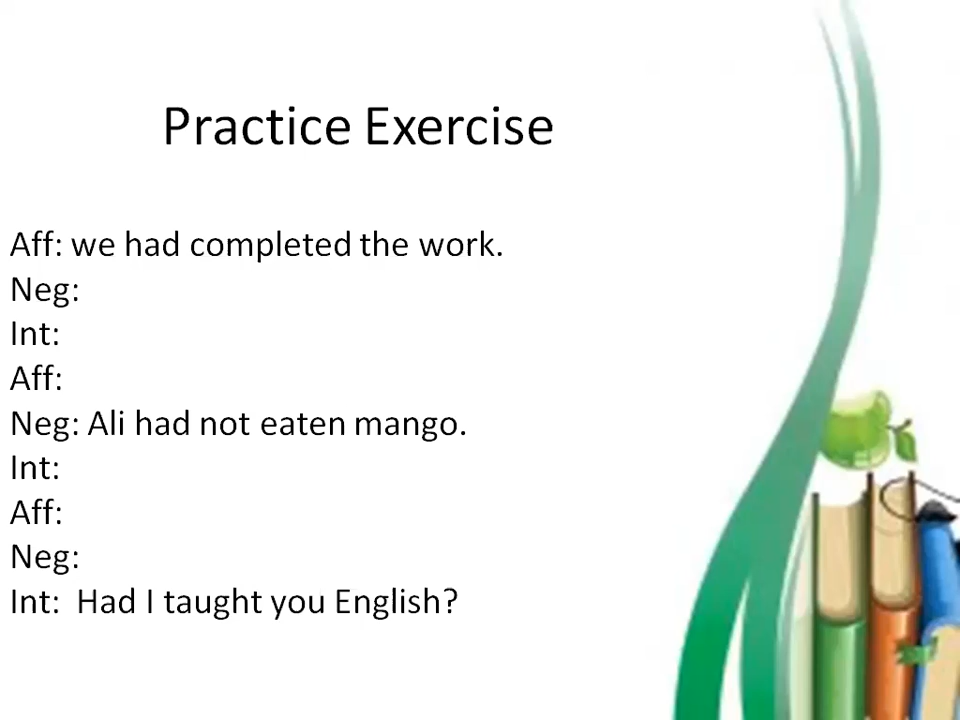 Practice Exercise
Aff: we had completed the work.
Neg:
Int:
Aff:
Neg: Ali had not eaten mango.
Int:
Aff:
Neg:
Int: Had I taught you English?